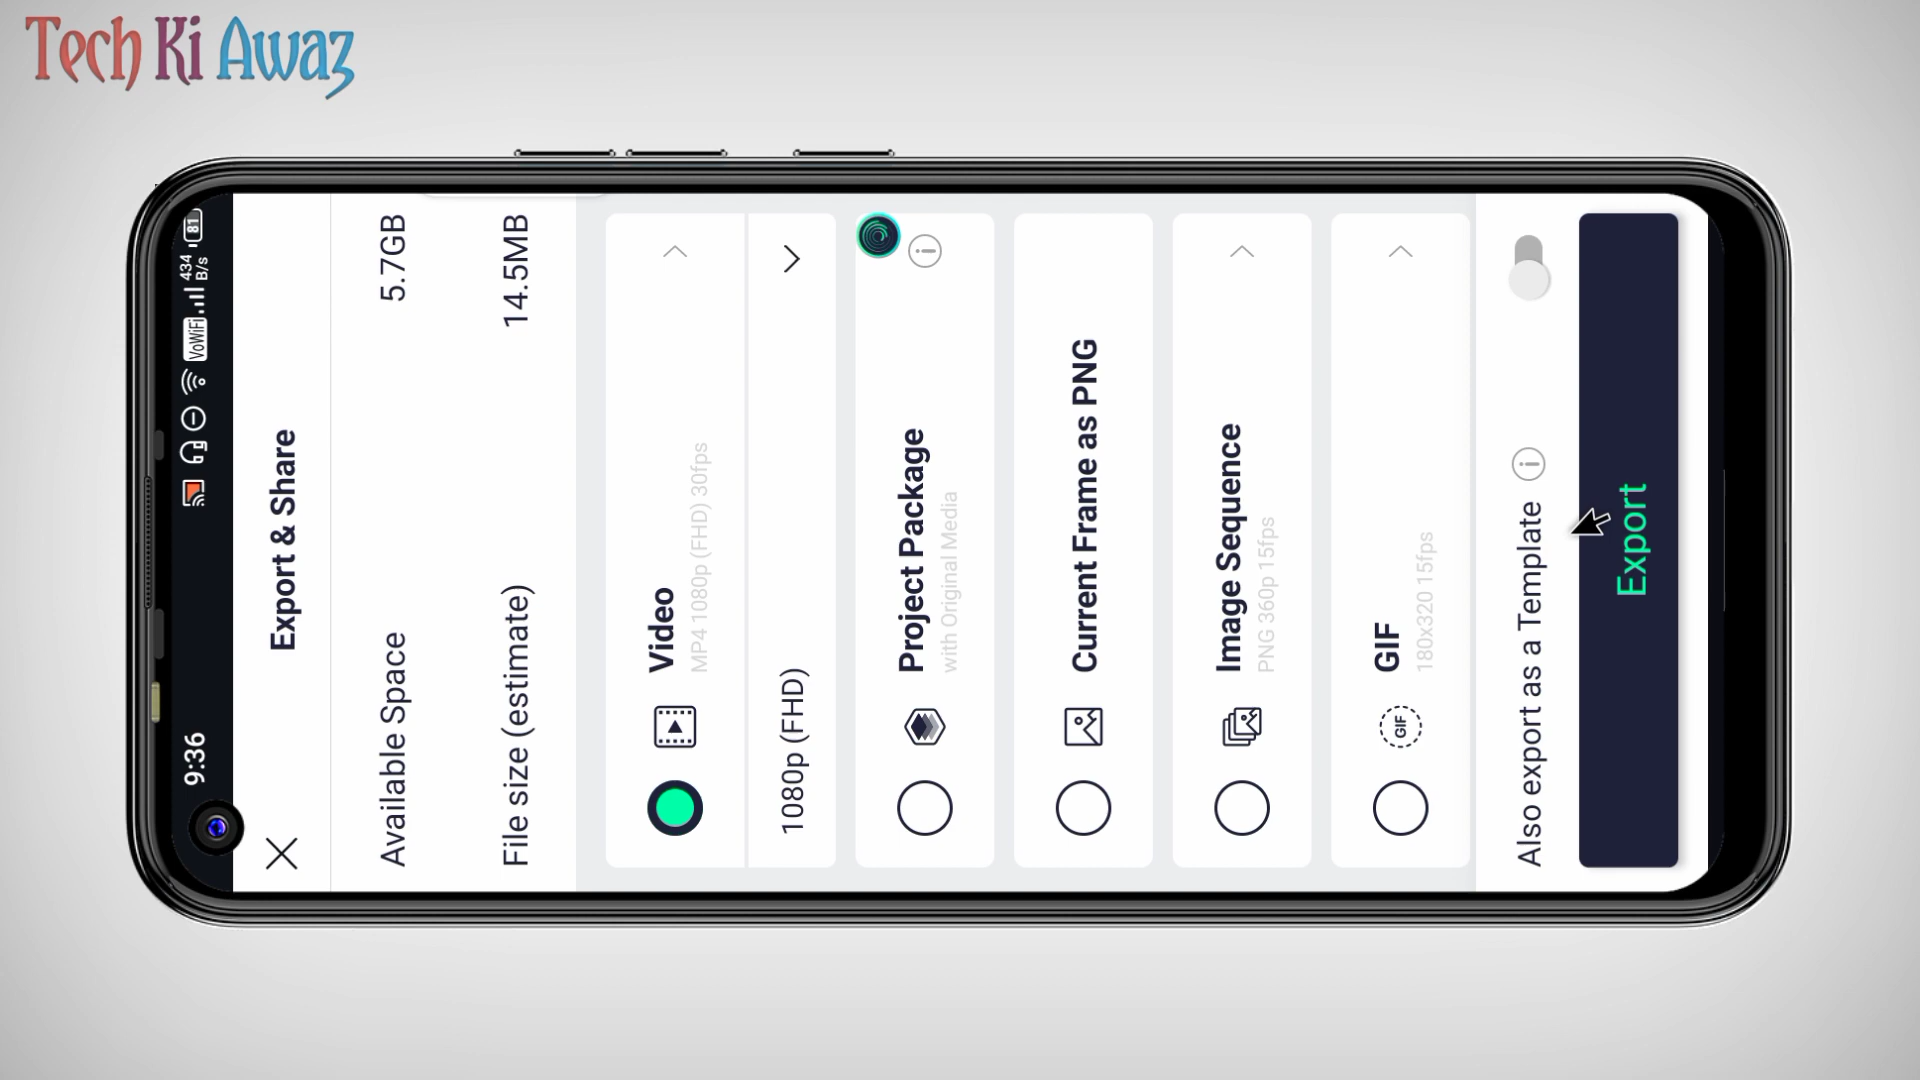 Tech Ki Awaz
9:36
434
B/s
VoWiFi
81
Export & Share
Available Space
5.7GB
File size (estimate)
14.5MB
Video
MP4 1080p (FHD) 30fps
1080p (FHD)
Project Package
with Original Media
Current Frame as PNG
Image Sequence
PNG 360p 15fps
GIF
GIF
180x320 15fps
Also export as a Template
Export